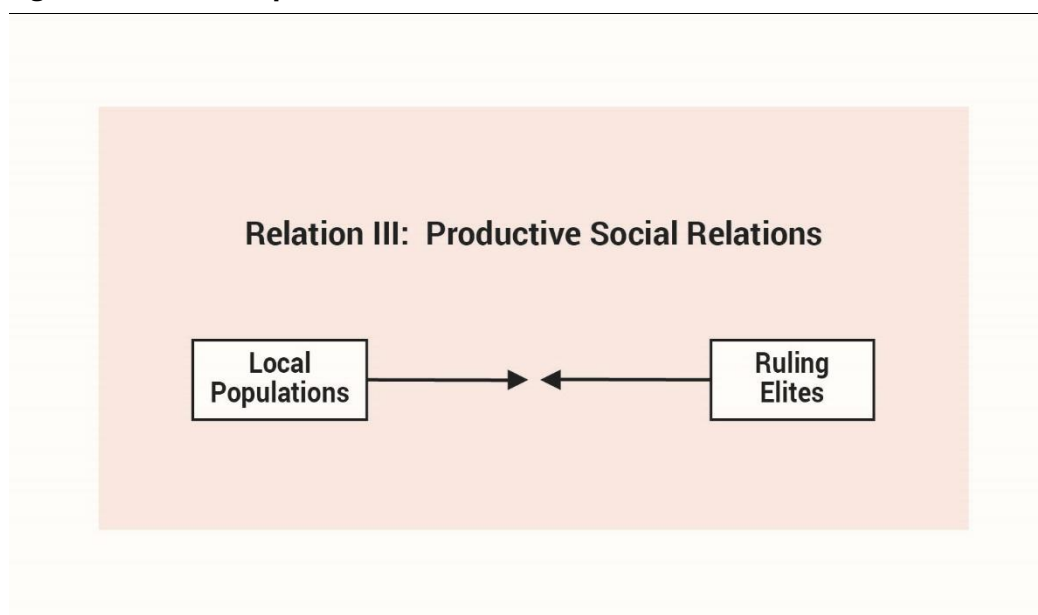 Relation III: Productive Social Relations
Local
Populations
Ruling
Elites